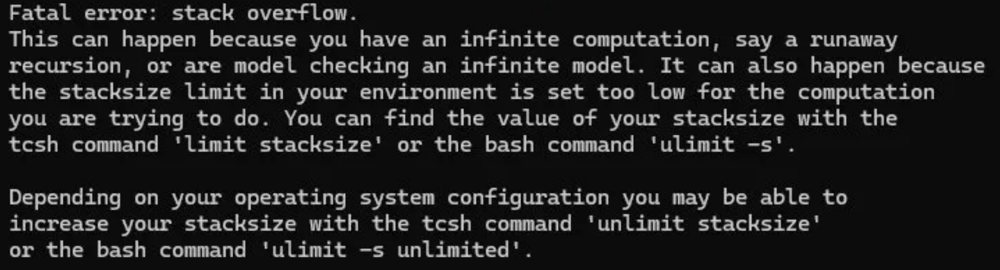 Fatal error: stack overflow.
This can happen because you have an infinite computation, say a runaway
recursion, or are model checking an infinite model. It can also happen because
the stacksize limit in your environment is set too low for the computation
you are trying to do. You can find the value of your stacksize with the
tcsh command 'limit stacksize' or the bash command 'ulimit -s'.
Depending on your operating system configuration you may be able to
increase your stacksize with the tcsh command 'unlimit stacksize'
or the bash command 'ulimit -s unlimited'.